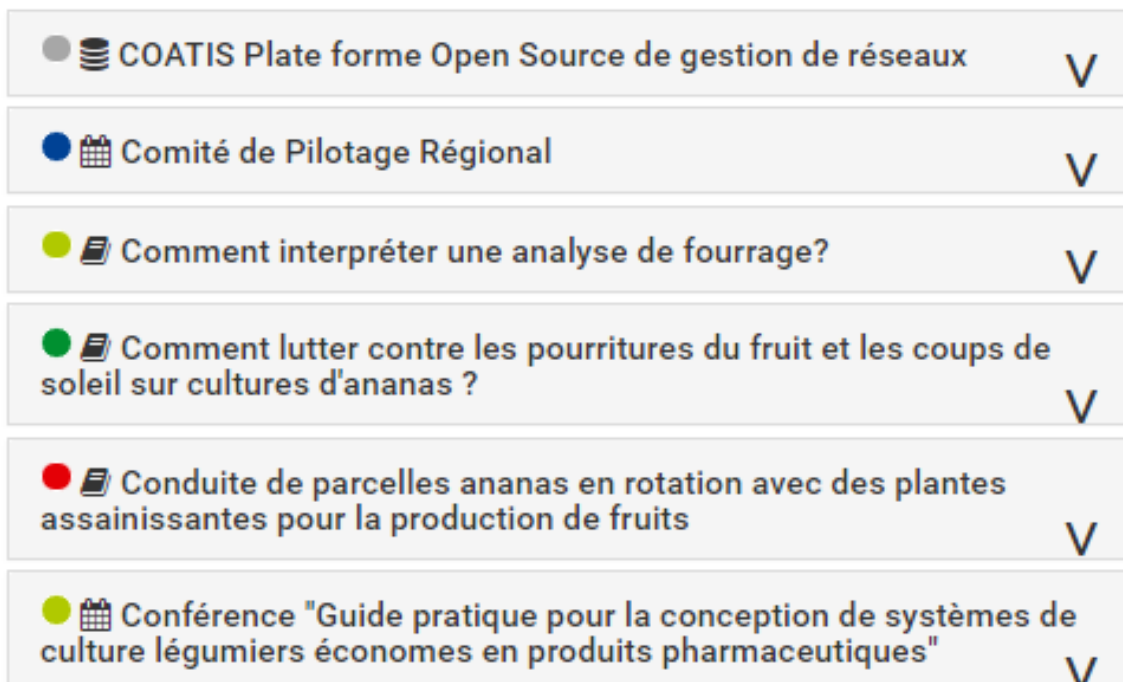 COATIS Plate forme Open Source de gestion de réseaux
Comité de Pilotage Régional
Comment interpréter une analyse de fourrage?
Comment lutter contre les pourritures du fruit et les coups de
soleil sur cultures d'ananas ?
Conduite de parcelles ananas en rotation avec des plantes
assainissantes pour la production de fruits
Conférence "Guide pratique pour la conception de systèmes de
culture légumiers économes en produits pharmaceutiques"